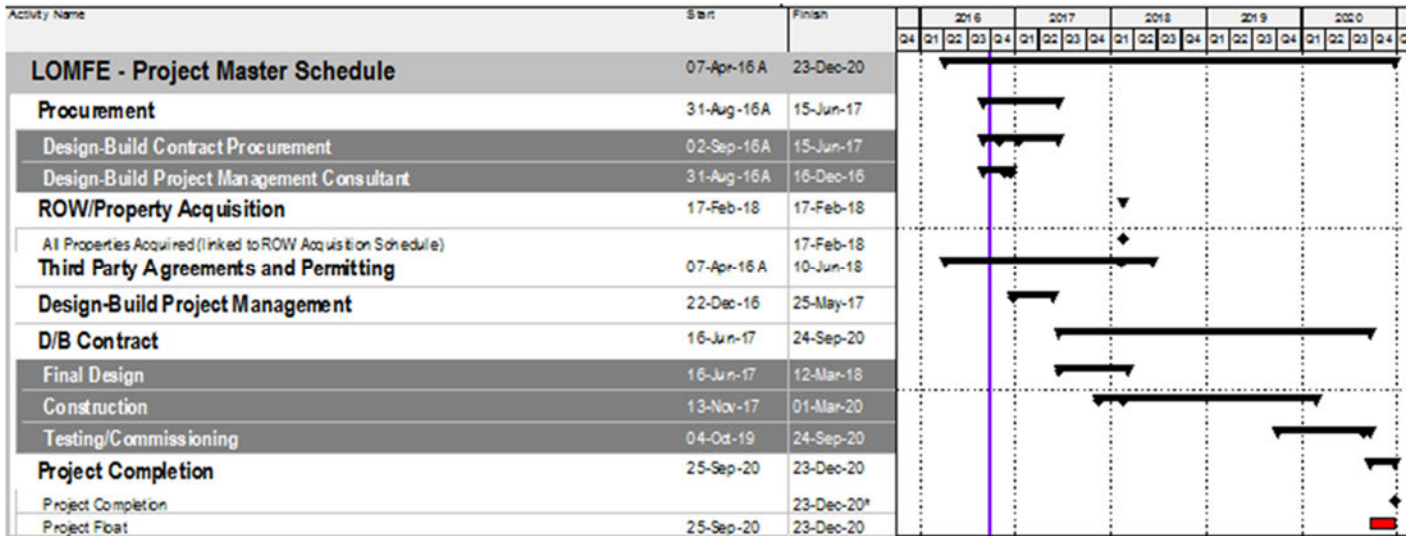 Activity Name Start Finish 2016 2017 2018 2019 2020
Q4 Q1 Q2 Q3 Q4 Q1 Q2 Q3 Q4 Q1 Q2 Q3 Q4 Q1 Q2 Q3 Q4 Q1 Q2 Q3 Q4
LOMFE - Project Master Schedule 07-Apr-16 A 23-Dec-20
Procurement 31-Aug-16A 15-Jun-17
Design-Build Contract Procurement 02-Sep-16A 15-Jun-17
Design-Build Project Management Consultant 31-Aug-16A 16-Dec-16
ROW/Property Acquisition 17-Feb-18 17-Feb-18
All Properties Acquired (linked to ROW Acquisition Schedule) 17-Feb-18
Third Party Agreements and Permitting 07-Apr-16 A 10-Jun-18
Design-Build Project Management 22-Dec-16 25-May-17
D/B Contract 16-Jun-17 24-Sep-20
Final Design 16-Jun-17 12-Mar-18
Construction 13-Nov-17 01-Mar-20
Testing/Commissioning 04-Oct-19 24-Sep-20
Project Completion 25-Sep-20 23-Dec-20
Project Completion 23-Dec-20*
Project Float 25-Sep-20 23-Dec-20